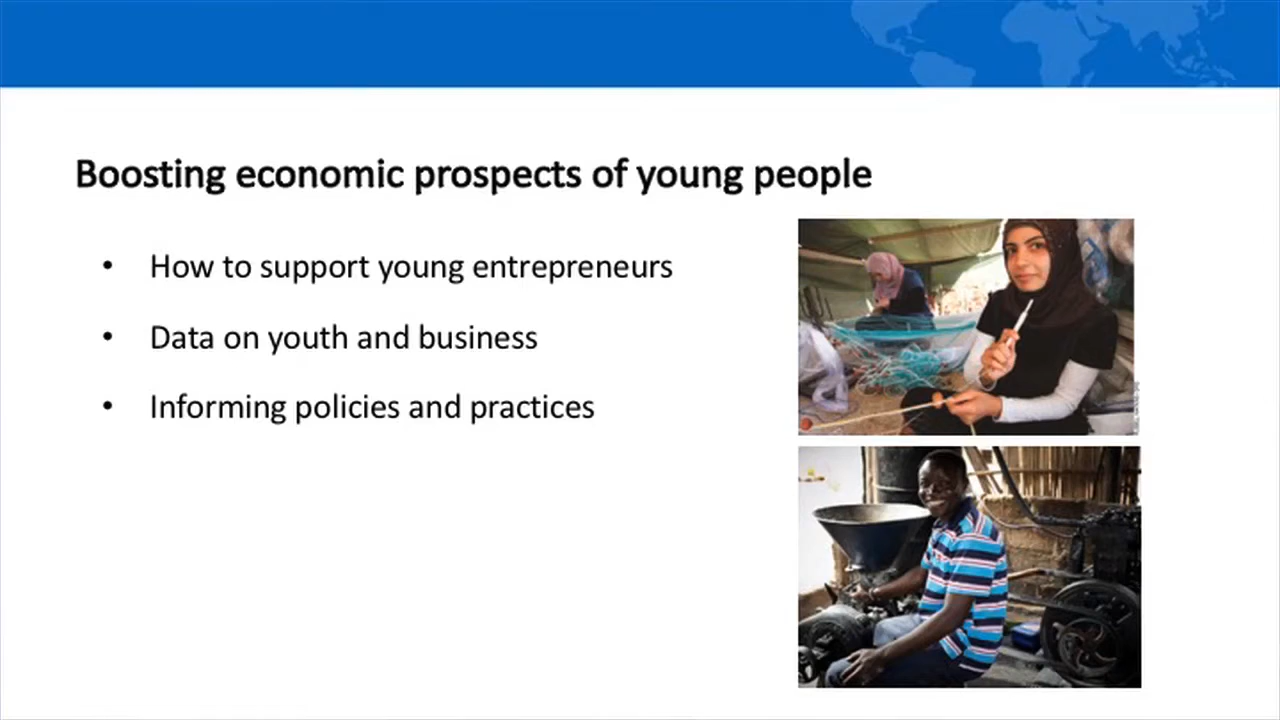 Boosting economic prospects of young people
• How to support young entrepreneurs
• Data on youth and business
• Informing policies and practices